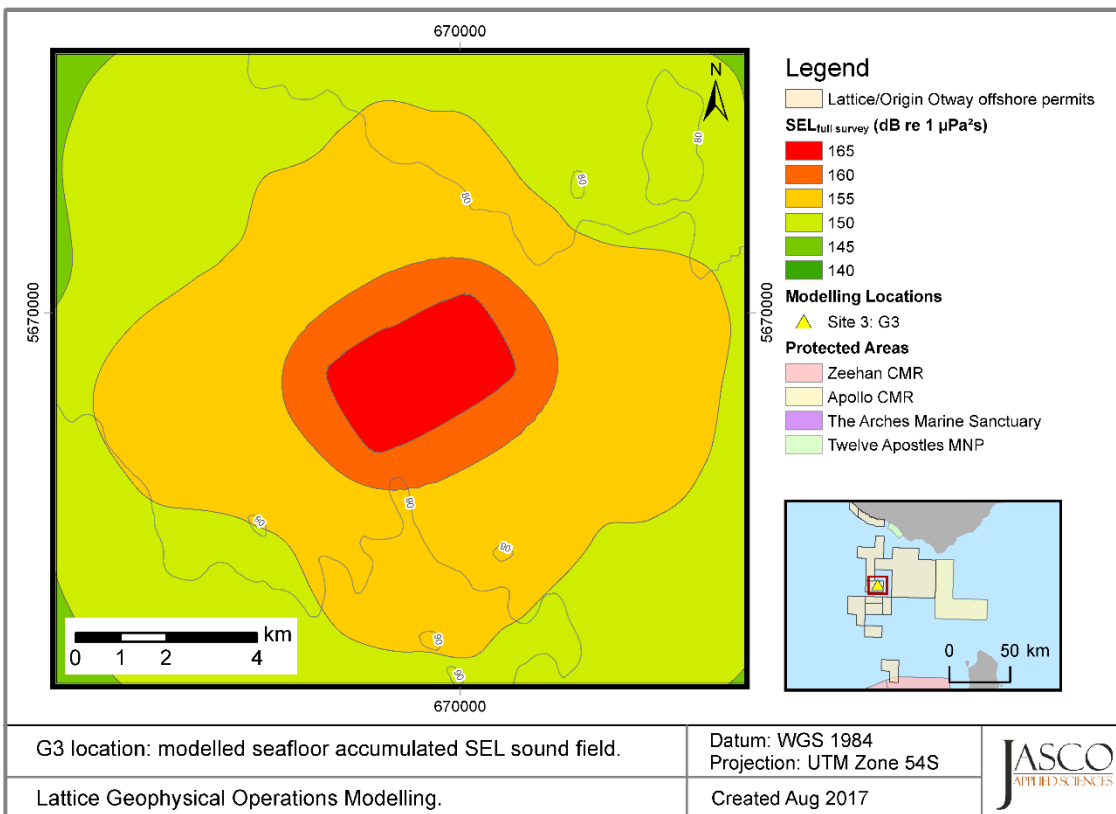 670000
N
80
80
80
80
5670000
5670000
90
90
90
90
90
km
0 1 2 4
670000
Legend
Lattice/Origin Otway offshore permits
SELfull survey (dB re 1 µPa²s)
165
160
155
150
145
140
Modelling Locations
Site 3: G3
Protected Areas
Zeehan CMR
Apollo CMR
The Arches Marine Sanctuary
Twelve Apostles MNP
0 50 km
G3 location: modelled seafloor accumulated SEL sound field.
Lattice Geophysical Operations Modelling.
Datum: WGS 1984
Projection: UTM Zone 54S
Created Aug 2017
JASCO
APPLIED SCIENCES